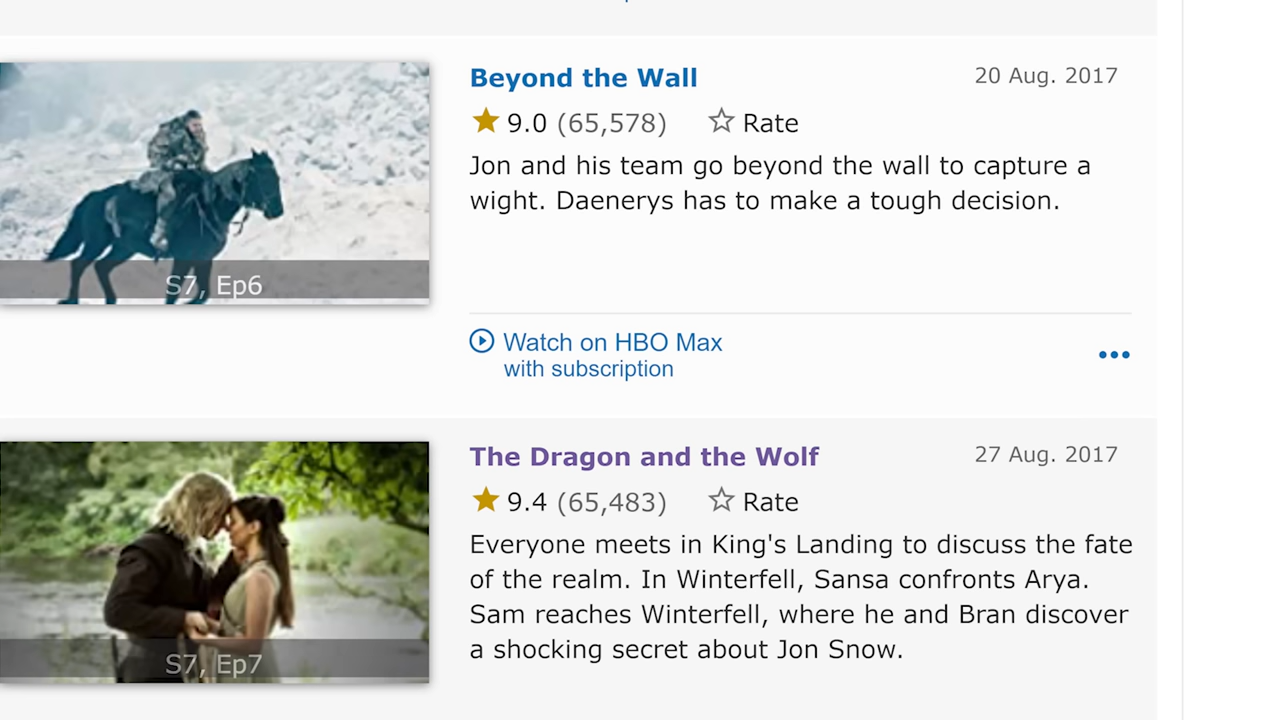 Beyond the Wall
20 Aug. 2017
9.0 (65,578)
Rate
Jon and his team go beyond the wall to capture a
wight. Daenerys has to make a tough decision.
S7, Ep6
Watch on HBO Max
with subscription
The Dragon and the Wolf
27 Aug. 2017
9.4 (65,483)
Rate
Everyone meets in King's Landing to discuss the fate
of the realm. In Winterfell, Sansa confronts Arya.
Sam reaches Winterfell, where he and Bran discover
a shocking secret about Jon Snow.
S7, Ep7